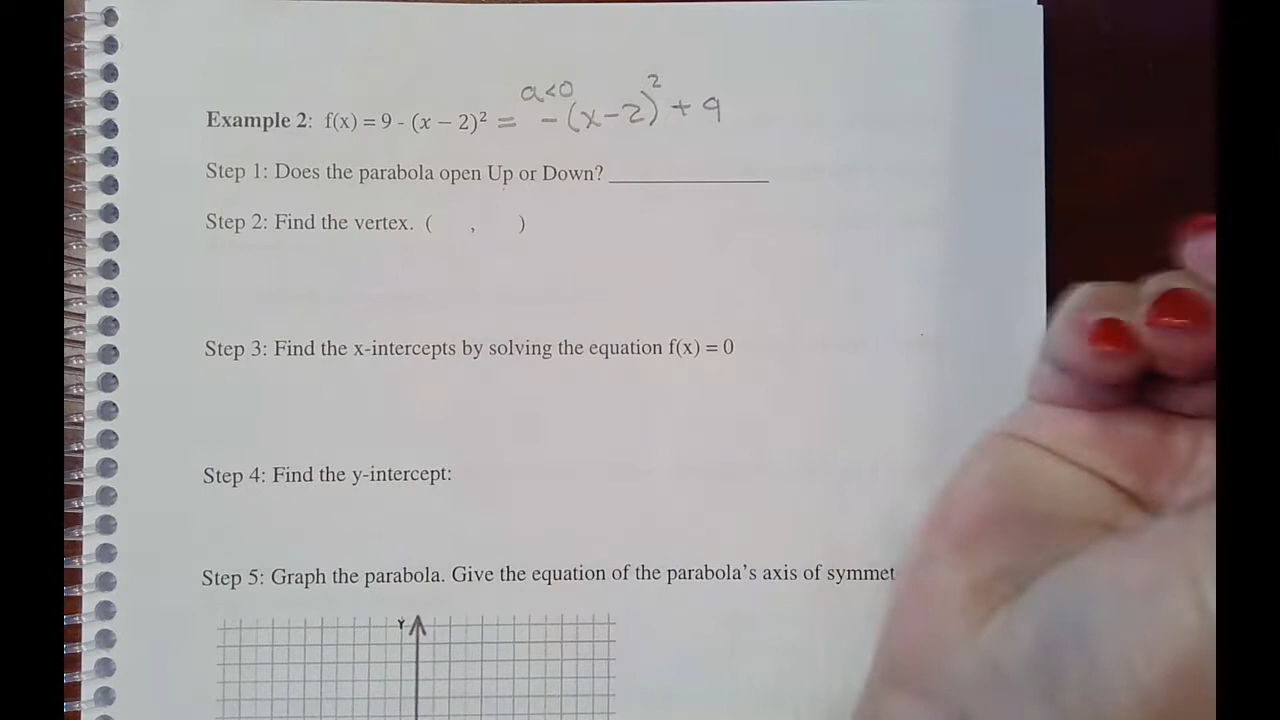 a<0
Example 2: f(x) = 9 - (x – 2)² = -(x-2)² + 9
Step 1: Does the parabola open Up or Down? _______________
Step 2: Find the vertex. ( , )
Step 3: Find the x-intercepts by solving the equation f(x) = 0
Step 4: Find the y-intercept:
Step 5: Graph the parabola. Give the equation of the parabola’s axis of symmet
Y